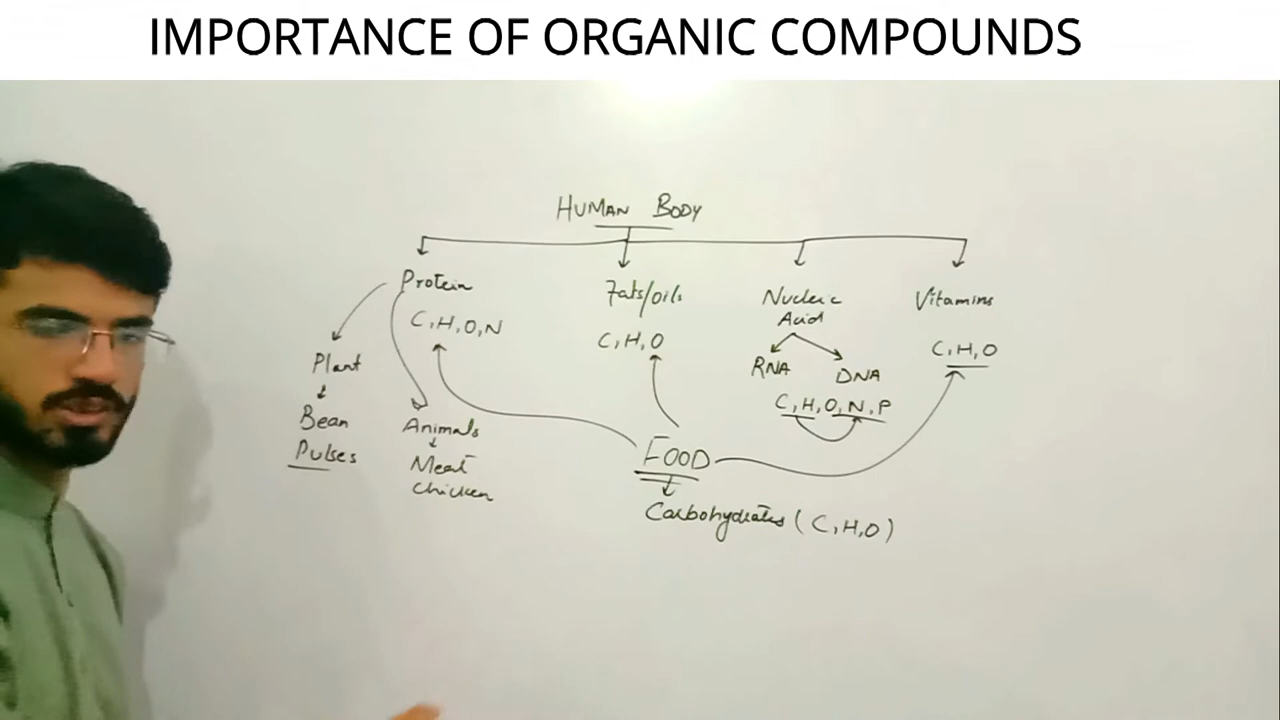 IMPORTANCE OF ORGANIC COMPOUNDS
HUMAN BODY
Protein
C, H, O, N
Plant
Bean
Pulses
Animals
Meat
Chicken
Fats/oils
C, H, O
Nucleic
Acid
RNA
DNA
C, H, O, N, P
Vitamins
C, H, O
FOOD
Carbohydrates (C, H, O)